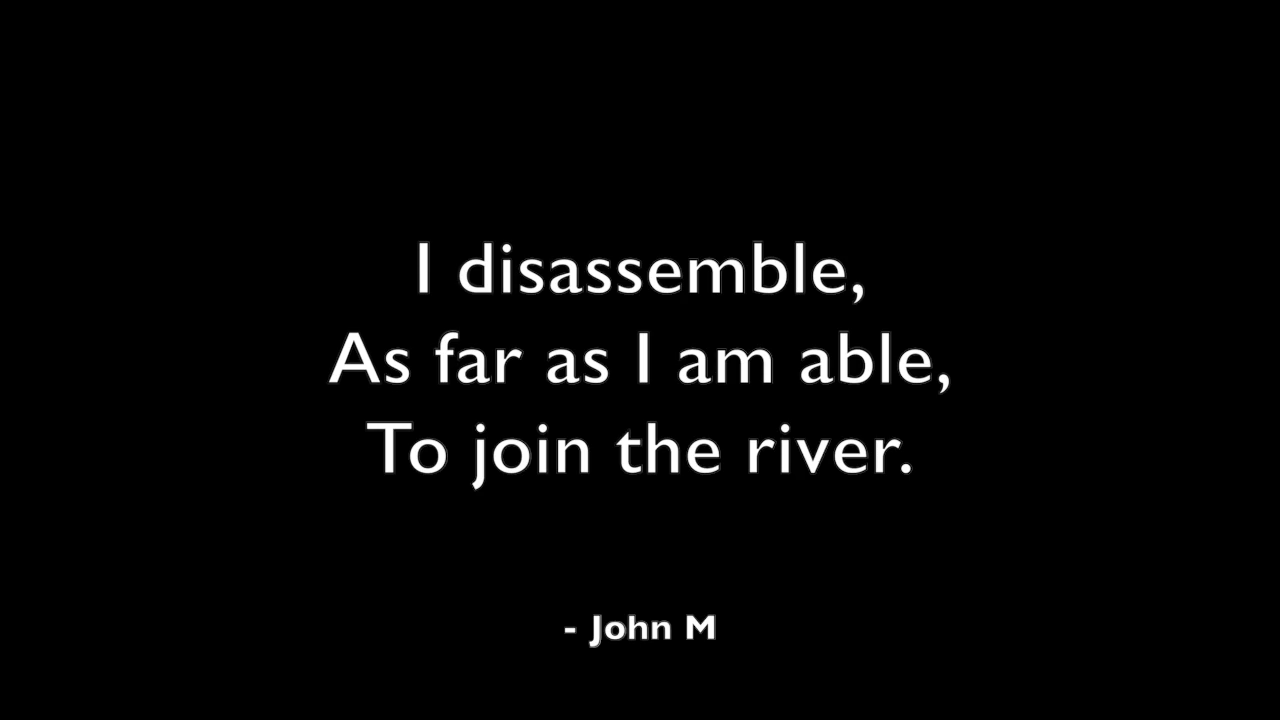 I disassemble,
As far as I am able,
To join the river.
- John M